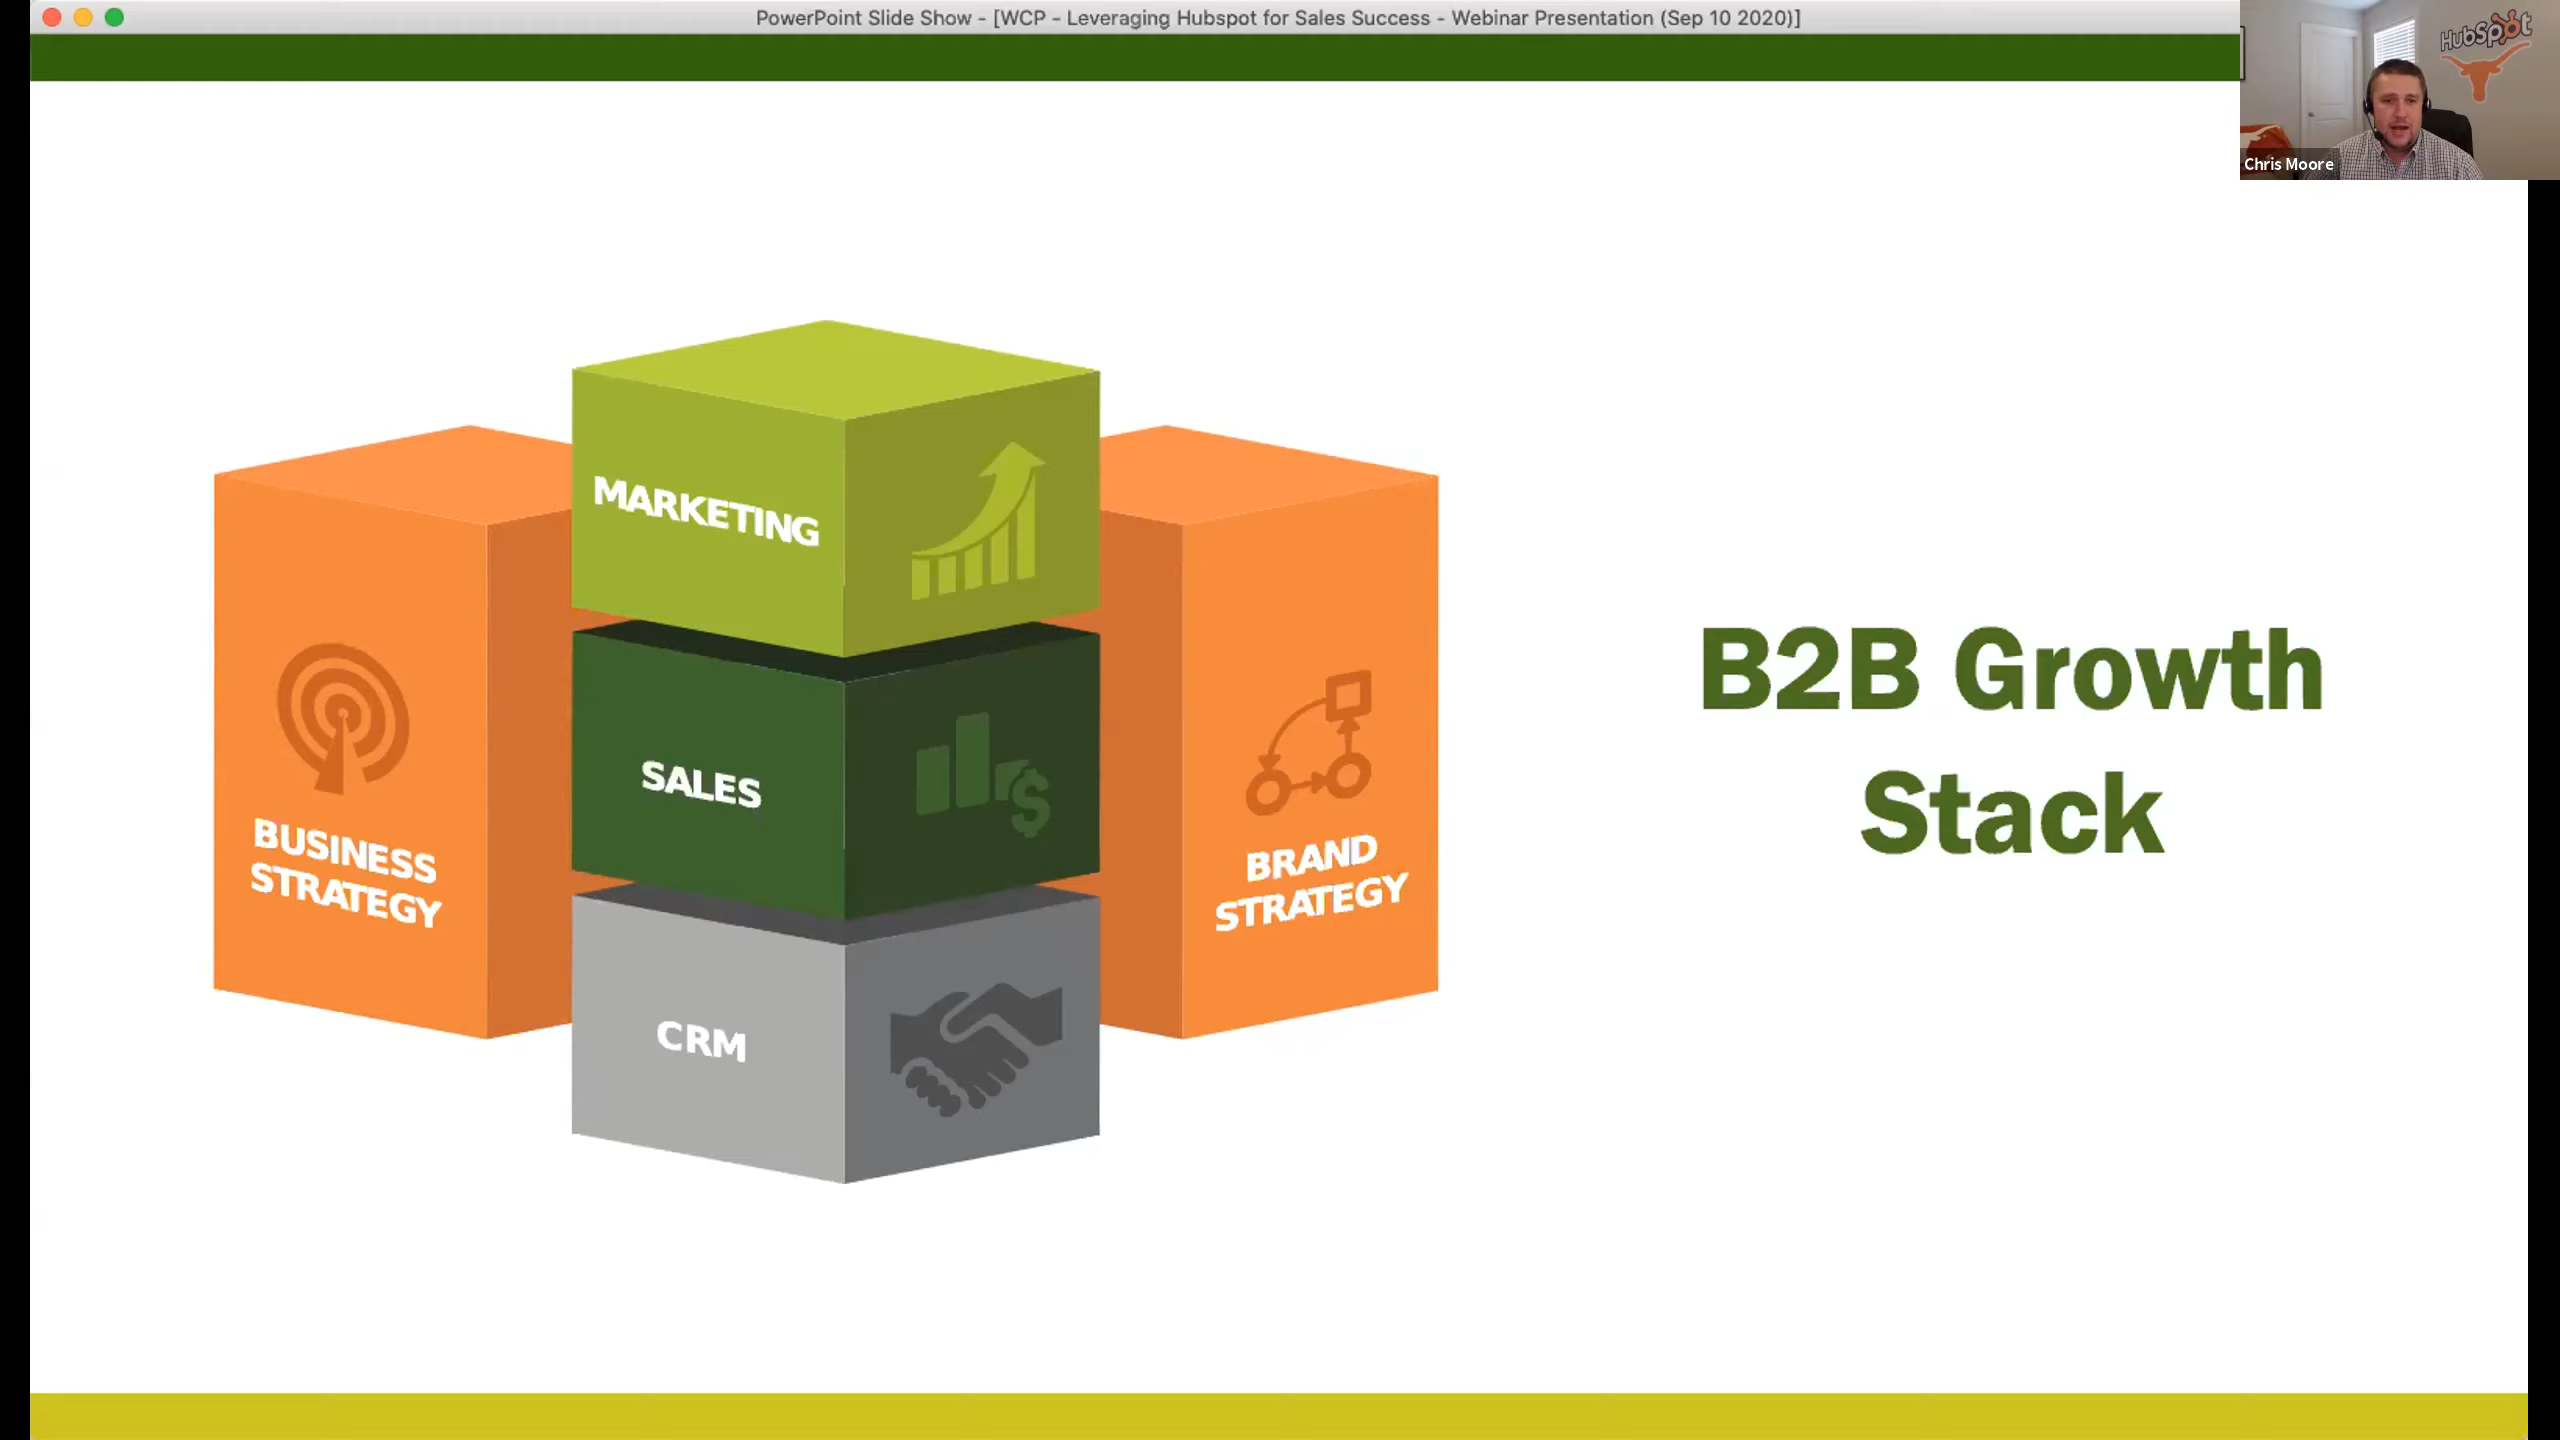 PowerPoint Slide Show - [WCP - Leveraging Hubspot for Sales Success - Webinar Presentation (Sep 10 2020)]
HubSpot
Chris Moore
MARKETING
SALES
CRM
BUSINESS
STRATEGY
BRAND
STRATEGY
B2B Growth
Stack